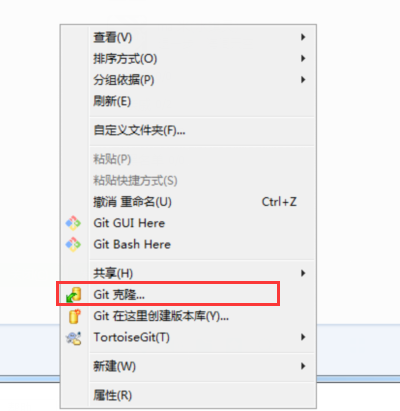 查看(V)
排序方式(O)
分组依据(P)
刷新(E)
自定义文件夹(F)...
粘贴(P)
粘贴快捷方式(S)
撤消 重命名(U) Ctrl+Z
Git GUI Here
Git Bash Here
共享(H)
Git 克隆...
Git 在这里创建版本库(Y)...
TortoiseGit(T)
新建(W)
属性(R)